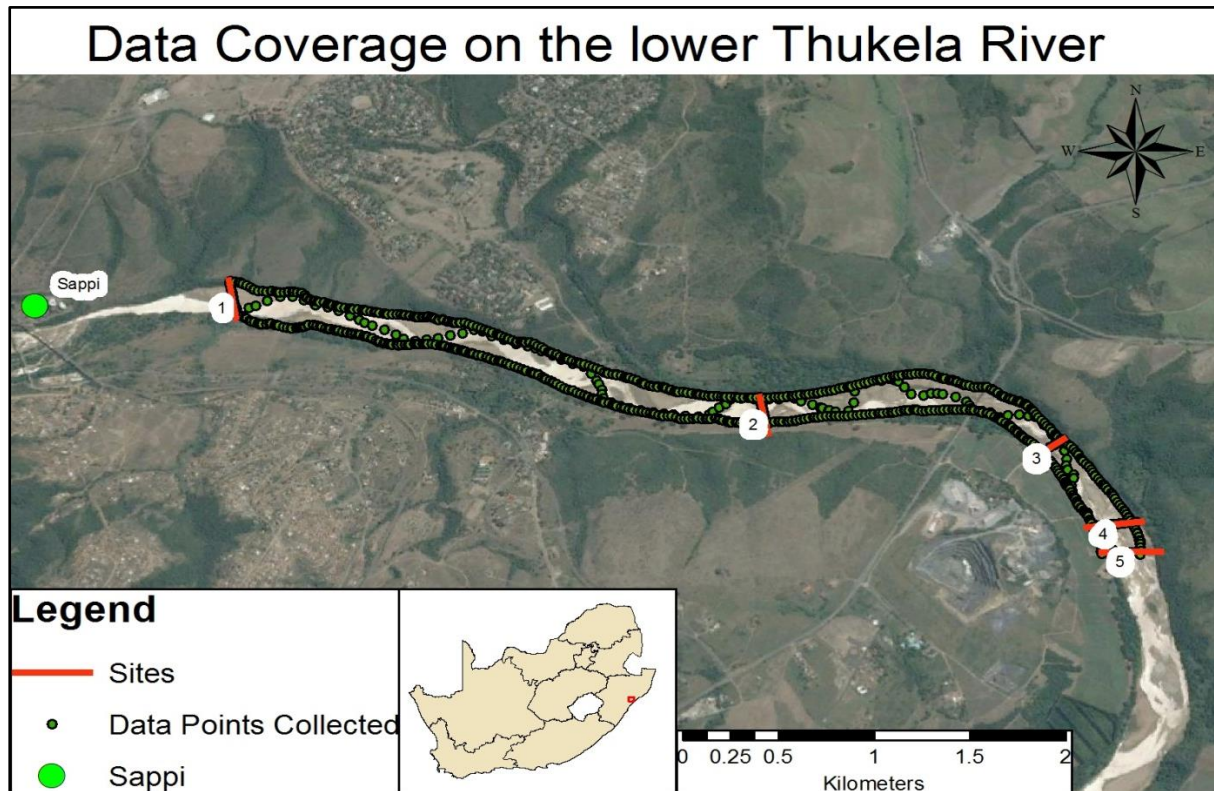 Data Coverage on the lower Thukela River
N
W
E
S
Sappi
1
2
3
4
5
Legend
Sites
Data Points Collected
Sappi
0 0.25 0.5 1 1.5 2
Kilometers